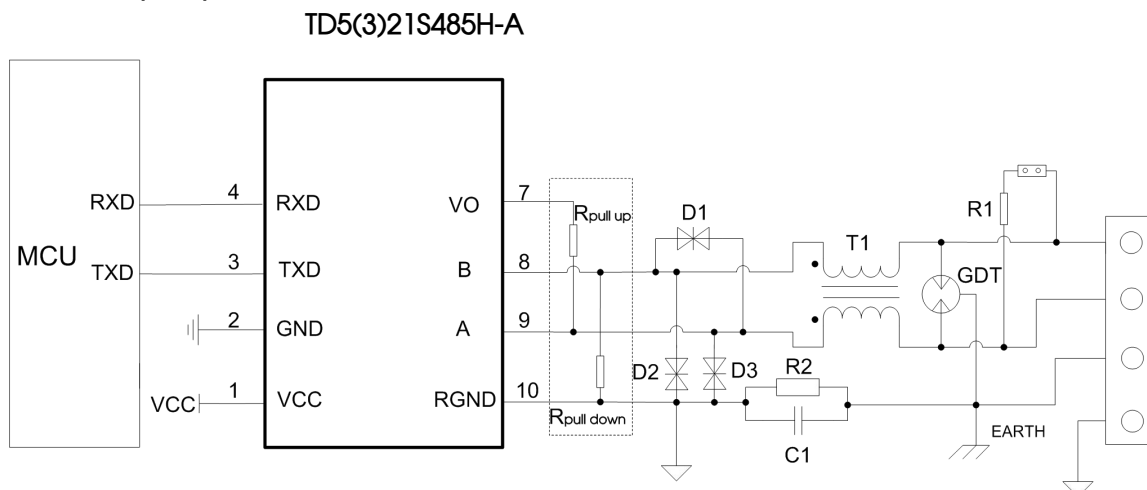 TD5(3)21S485H-A
MCU
RXD
TXD
4
3
2
1
RXD
TXD
GND
VCC
VCC
VO
B
A
RGND
7
8
9
10
Rpull up
Rpull down
D1
D2
D3
T1
R2
C1
GDT
R1
EARTH